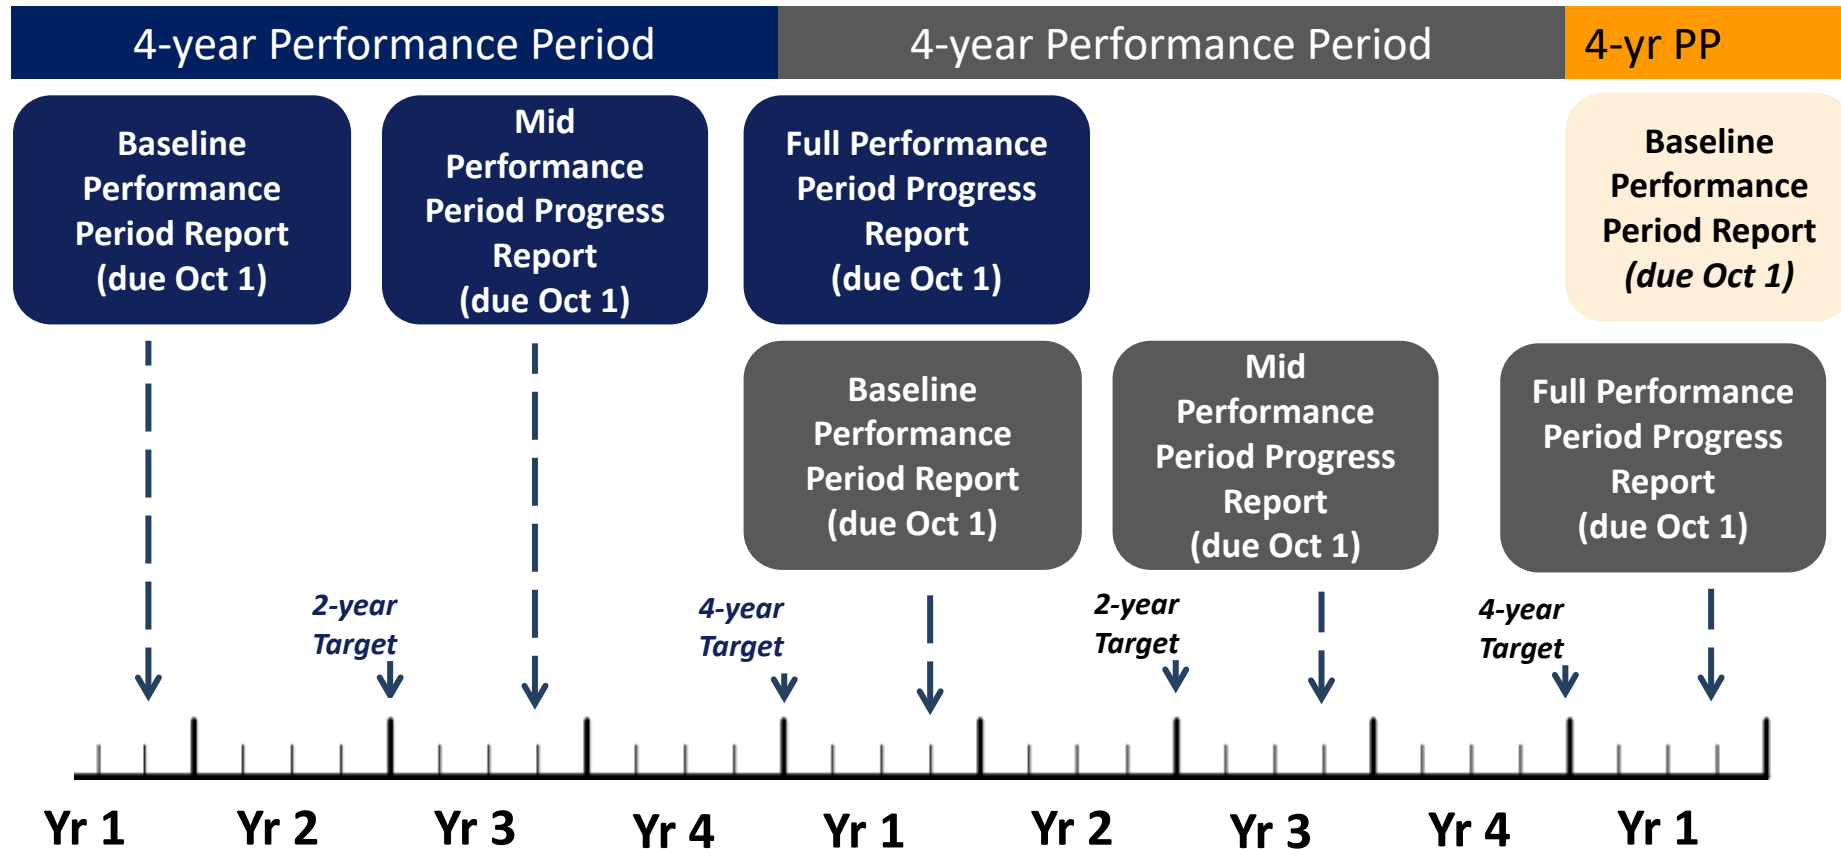 4-year Performance Period
4-year Performance Period
4-yr PP
Baseline
Performance
Period Report
(due Oct 1)
Mid
Performance
Period Progress
Report
(due Oct 1)
Full Performance
Period Progress
Report
(due Oct 1)
Baseline
Performance
Period Report
(due Oct 1)
Baseline
Performance
Period Report
(due Oct 1)
Mid
Performance
Period Progress
Report
(due Oct 1)
Full Performance
Period Progress
Report
(due Oct 1)
2-year
Target
4-year
Target
2-year
Target
4-year
Target
Yr 1
Yr 2
Yr 3
Yr 4
Yr 1
Yr 2
Yr 3
Yr 4
Yr 1